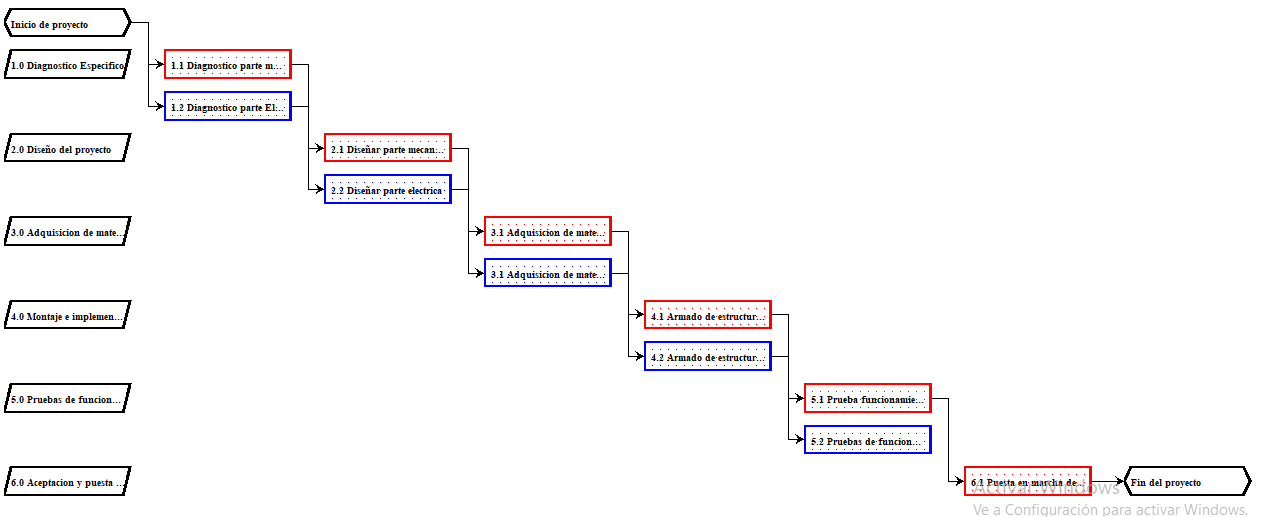 Inicio de proyecto
1.0 Diagnostico Especifico
1.1 Diagnostico parte m...
1.2 Diagnostico parte El...
2.0 Diseño del proyecto
2.1 Diseñar parte mecan...
2.2 Diseñar parte electrica
3.0 Adquisicion de mate...
3.1 Adquisicion de mate...
3.1 Adquisicion de mate...
4.0 Montaje e implemen...
4.1 Armado de estructur...
4.2 Armado de estructur...
5.0 Pruebas de funcion...
5.1 Prueba funcionamie...
5.2 Pruebas de funcion...
6.0 Aceptacion y puesta ...
6.1 Puesta en marcha de...
Fin del proyecto
Activar Windows
Ve a Configuración para activar Windows.